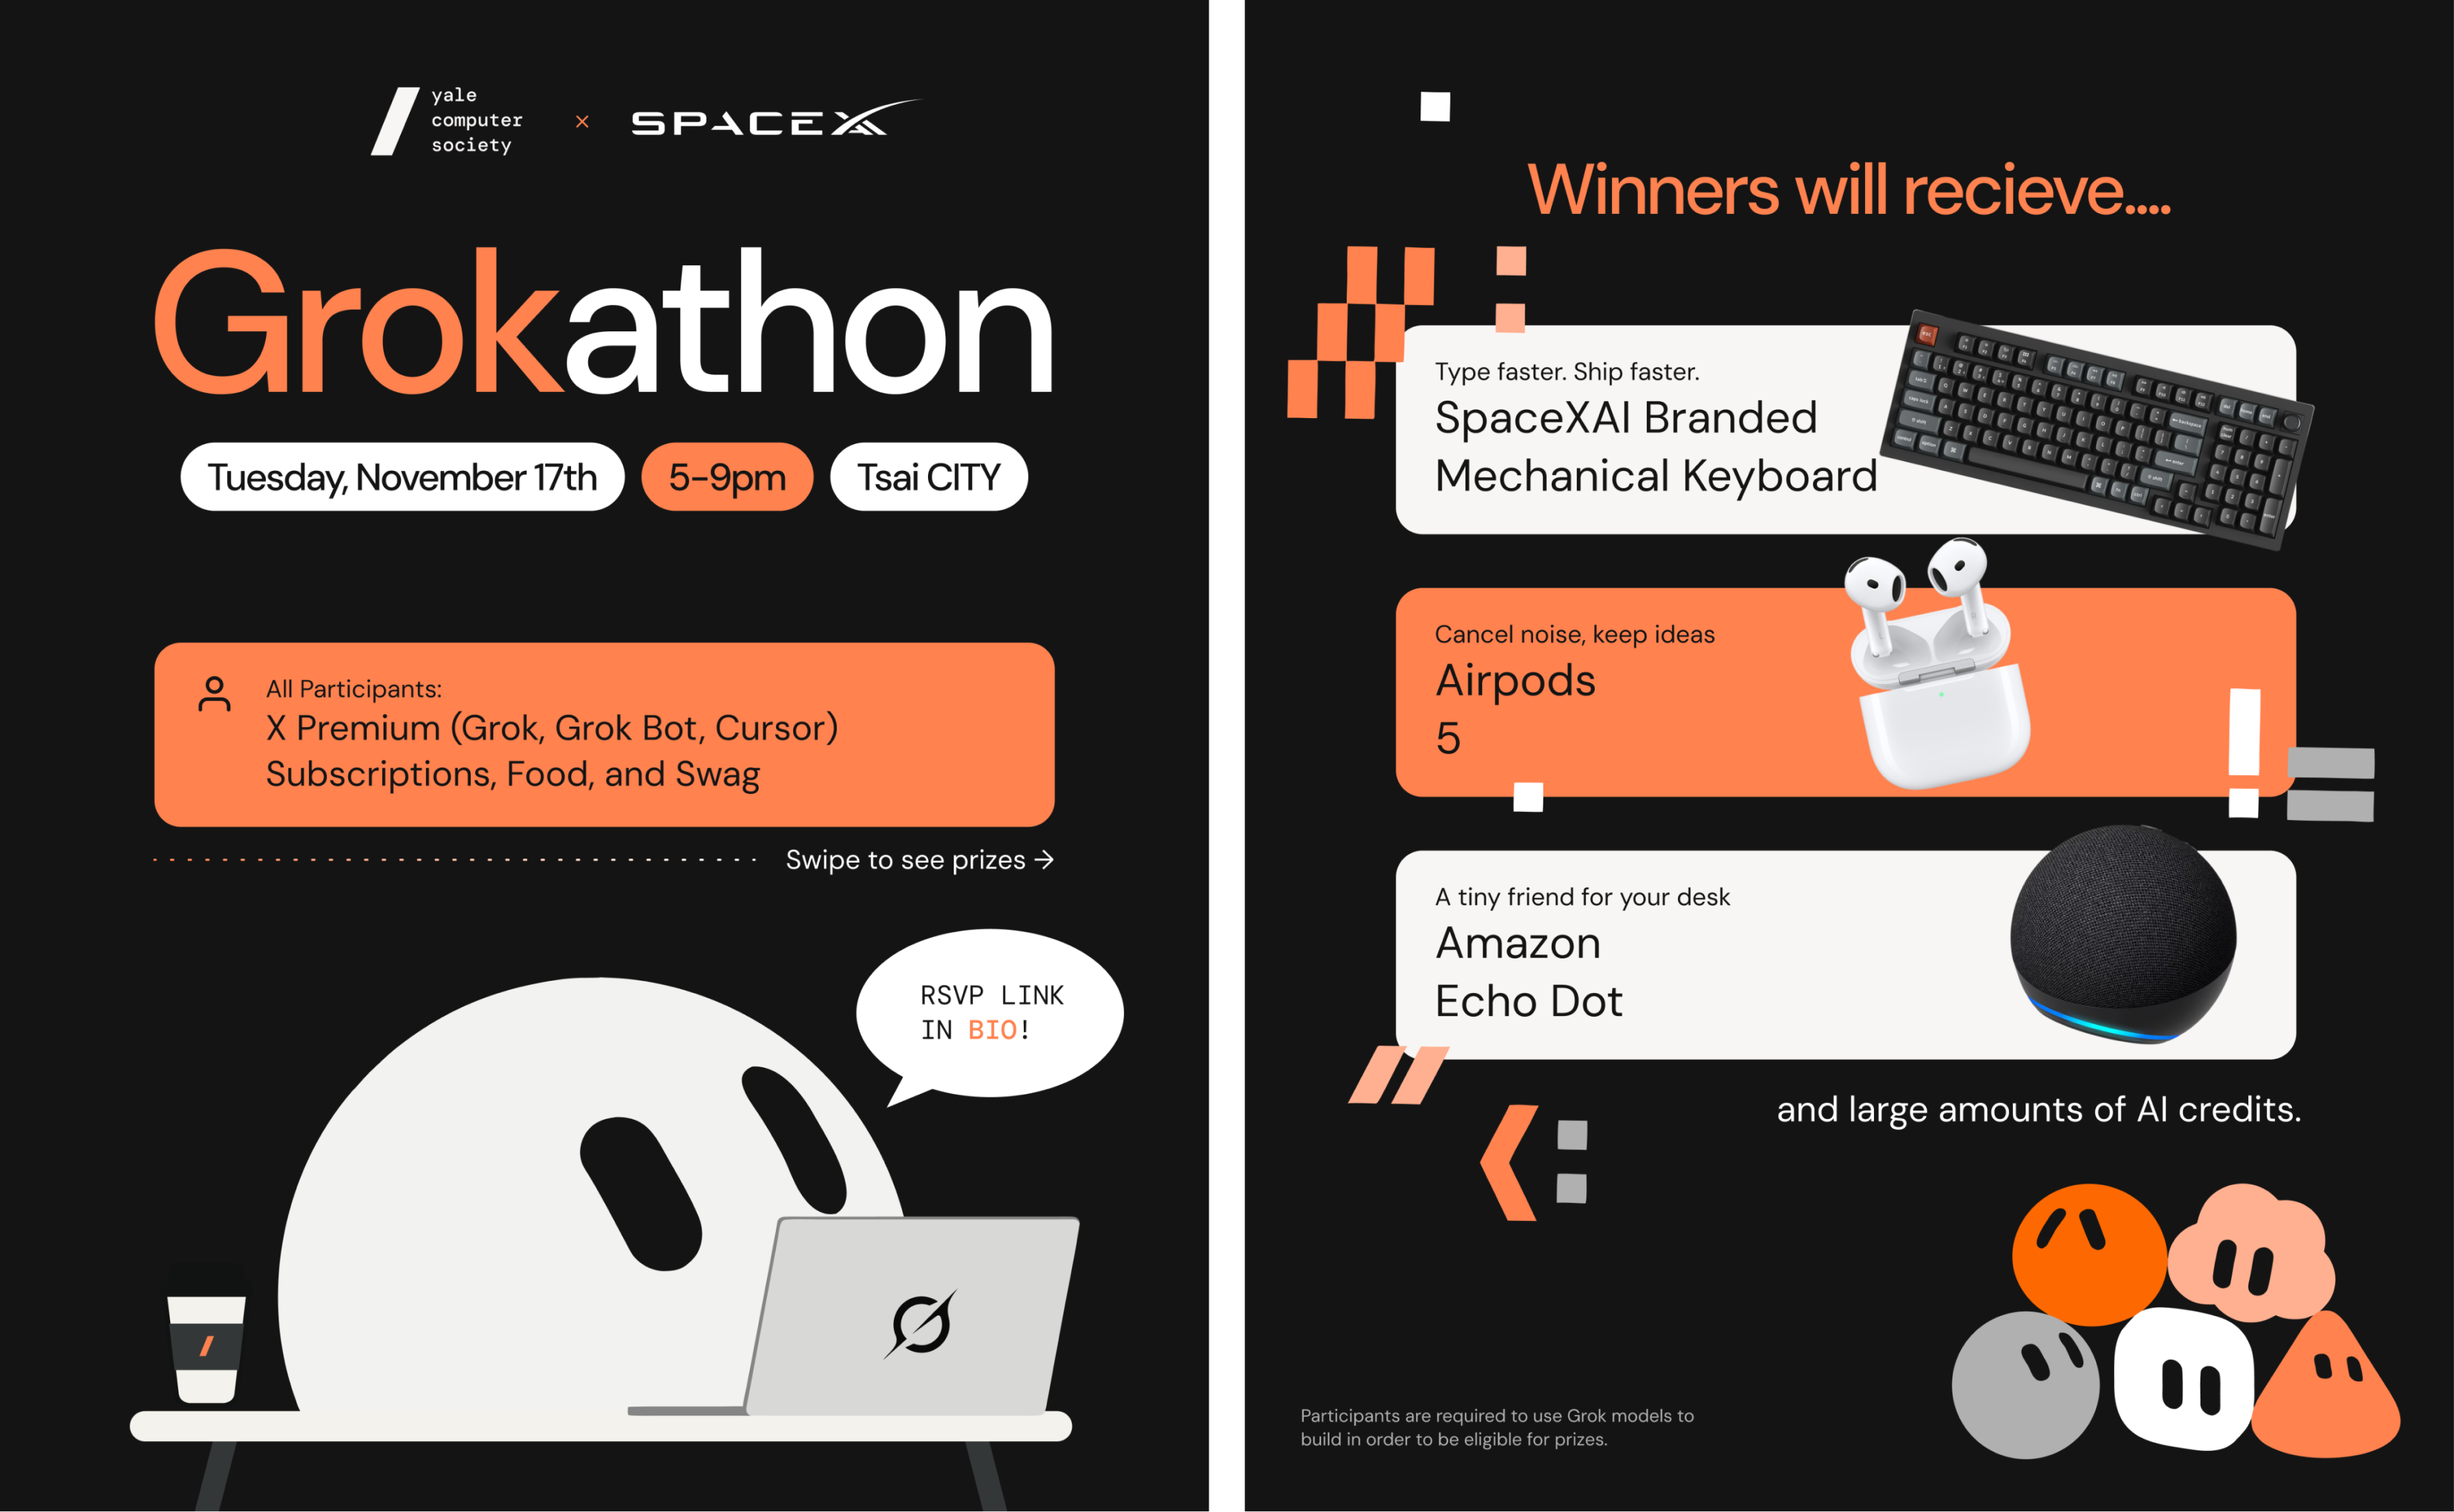 yale
computer
society
×
SPACEX
Grokathon
Tuesday, November 17th
5-9pm
Tsai CITY
All Participants:
X Premium (Grok, Grok Bot, Cursor)
Subscriptions, Food, and Swag
Swipe to see prizes →
RSVP LINK
IN BIO!
Winners will recieve....
Type faster. Ship faster.
SpaceXAI Branded
Mechanical Keyboard
Cancel noise, keep ideas
Airpods
5
A tiny friend for your desk
Amazon
Echo Dot
and large amounts of AI credits.
Participants are required to use Grok models to
build in order to be eligible for prizes.